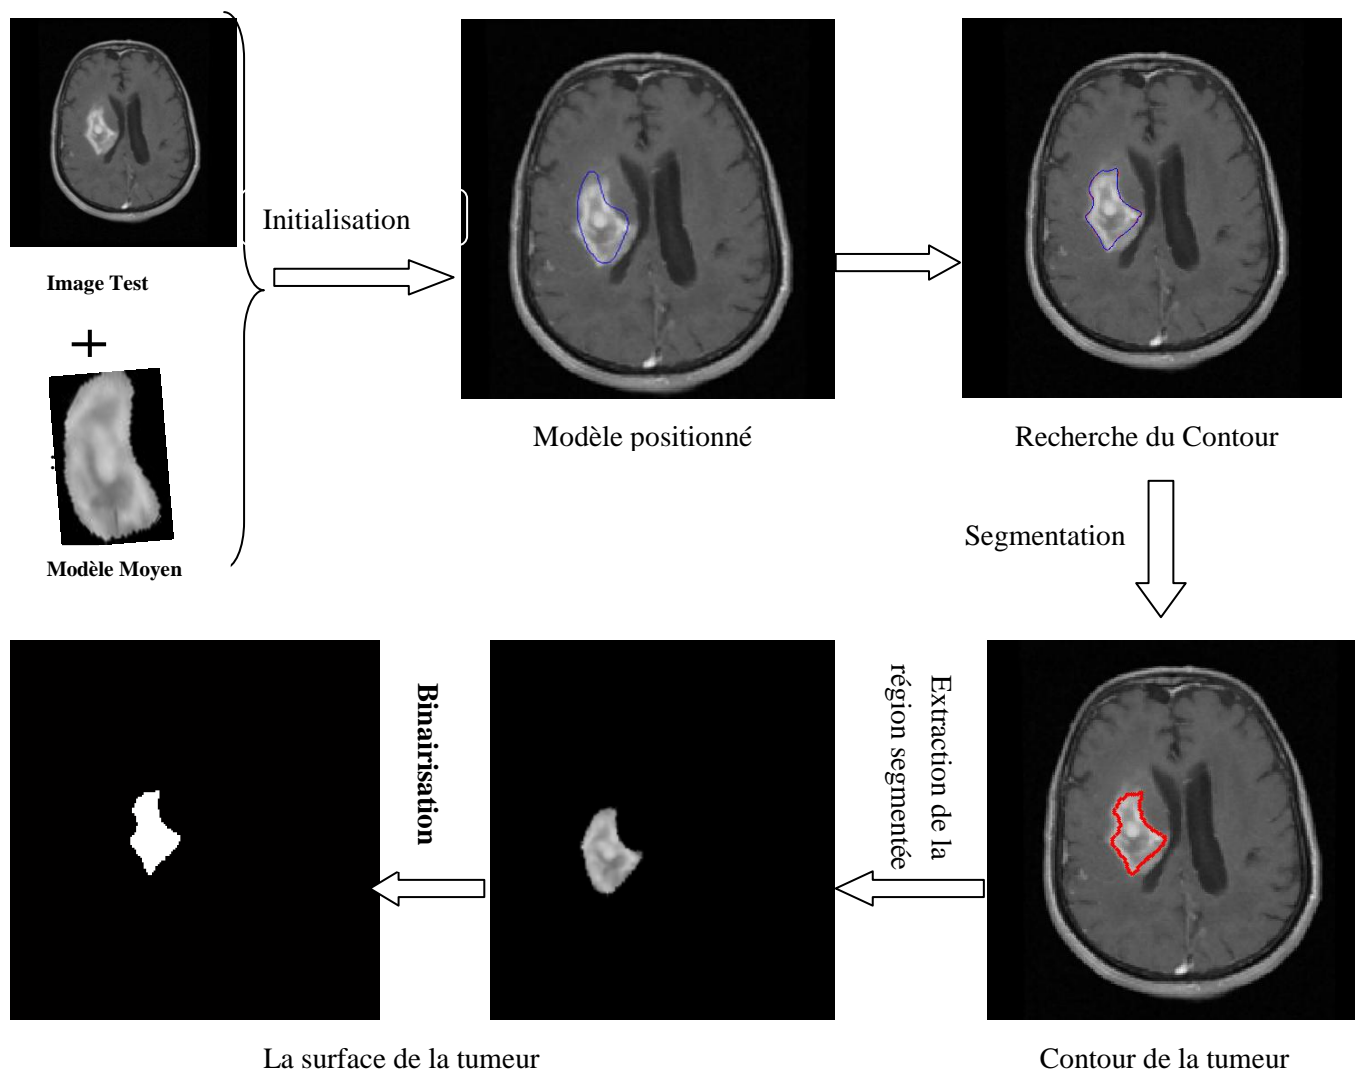 Image Test
+
Modèle Moyen
Initialisation
Modèle positionné
Recherche du Contour
Segmentation
Contour de la tumeur
Extraction de la
région segmentée
Binairisation
La surface de la tumeur